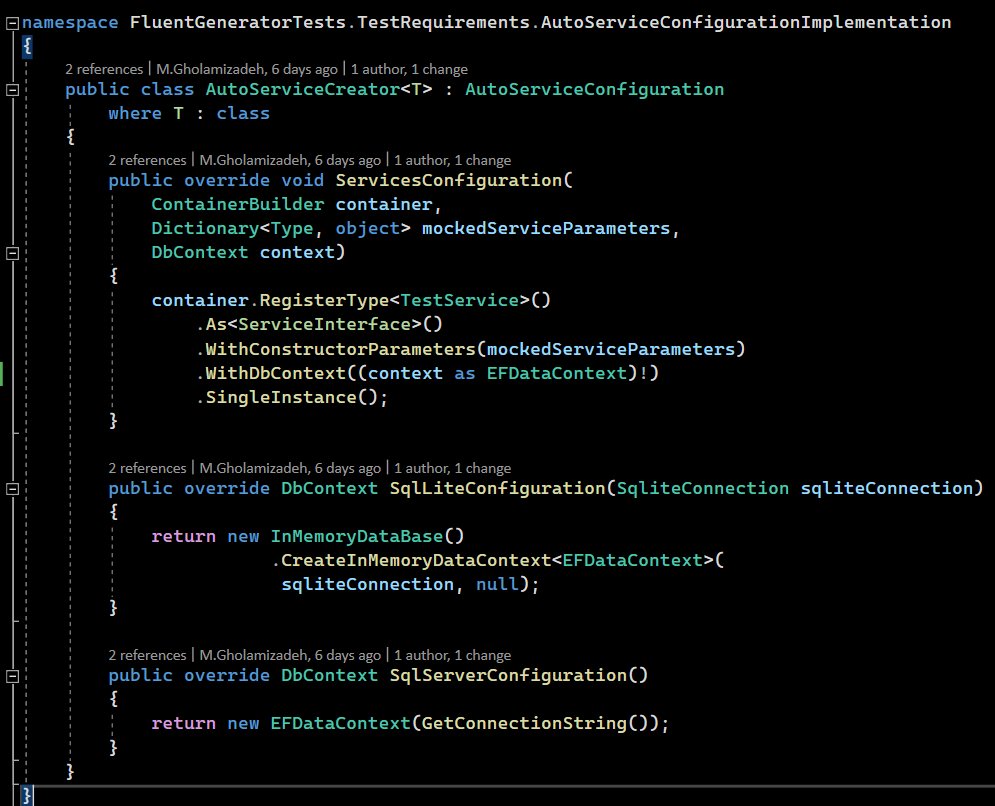 namespace FluentGeneratorTests.TestRequirements.AutoServiceConfigurationImplementation
{
2 references | M.Gholamizadeh, 6 days ago | 1 author, 1 change
public class AutoServiceCreator<T> : AutoServiceConfiguration
where T : class
{
2 references | M.Gholamizadeh, 6 days ago | 1 author, 1 change
public override void ServicesConfiguration(
ContainerBuilder container,
Dictionary<Type, object> mockedServiceParameters,
DbContext context)
{
container.RegisterType<TestService>()
.As<ServiceInterface>()
.WithConstructorParameters(mockedServiceParameters)
.WithDbContext((context as EFDataContext)!)
.SingleInstance();
}
2 references | M.Gholamizadeh, 6 days ago | 1 author, 1 change
public override DbContext SqlLiteConfiguration(SqliteConnection sqliteConnection)
{
return new InMemoryDataBase()
.CreateInMemoryDataContext<EFDataContext>(
sqliteConnection, null);
}
2 references | M.Gholamizadeh, 6 days ago | 1 author, 1 change
public override DbContext SqlServerConfiguration()
{
return new EFDataContext(GetConnectionString());
}
}
}